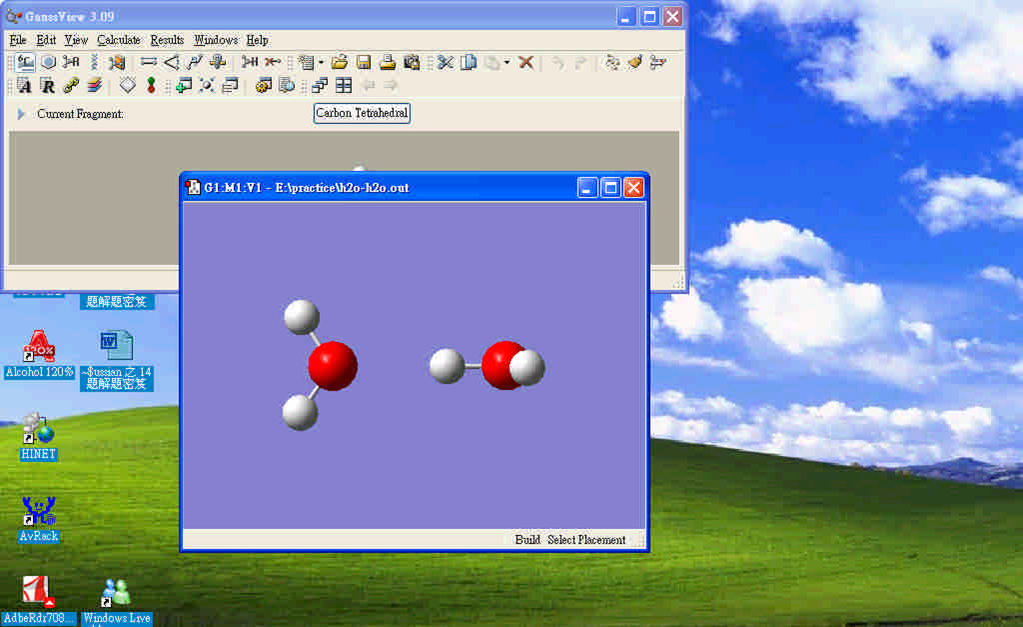 GaussView 3.09
File Edit View Calculate Results Windows Help
Current Fragment:
Carbon Tetrahedral
G1:M1:V1 - E:\practice\h2o-h2o.out
Build Select Placement
題解題密笈
Alcohol 120%
~$ussian 之 14
題解題密笈
HINET
AvRack
AdbeRdr708...
Windows Live